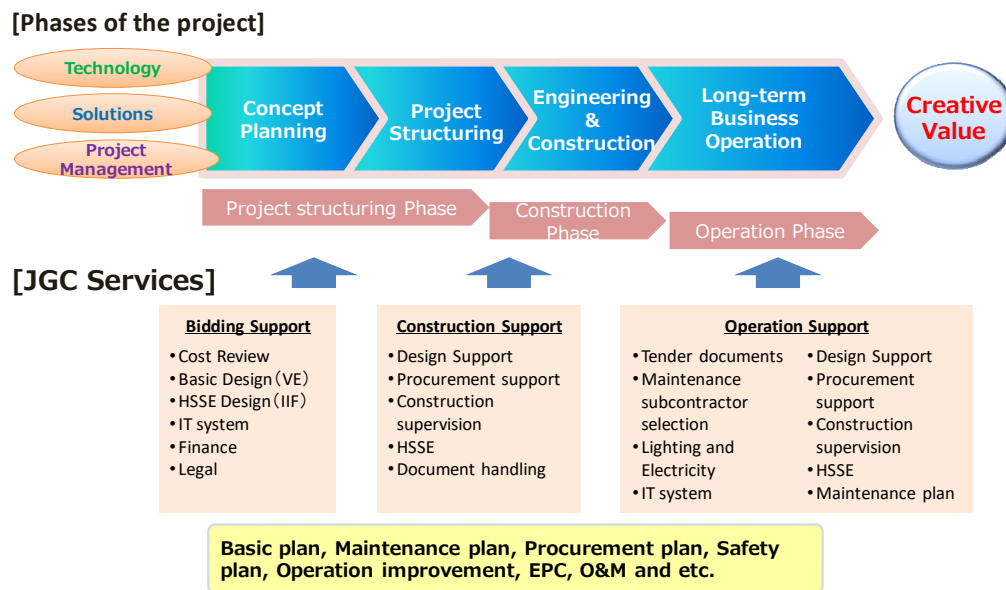 [Phases of the project]
Technology
Solutions
Project
Management
Concept
Planning
Project
Structuring
Engineering
&
Construction
Long-term
Business
Operation
Creative
Value
Project structuring Phase
Construction
Phase
Operation Phase
[JGC Services]
Bidding Support
•Cost Review
•Basic Design（VE）
•HSSE Design（IIF）
•IT system
•Finance
•Legal
Construction Support
•Design Support
•Procurement support
•Construction
supervision
•HSSE
•Document handling
Operation Support
•Tender documents
•Maintenance
subcontractor
selection
•Lighting and
Electricity
•IT system
•Design Support
•Procurement
support
•Construction
supervision
•HSSE
•Maintenance plan
Basic plan, Maintenance plan, Procurement plan, Safety
plan, Operation improvement, EPC, O&M and etc.